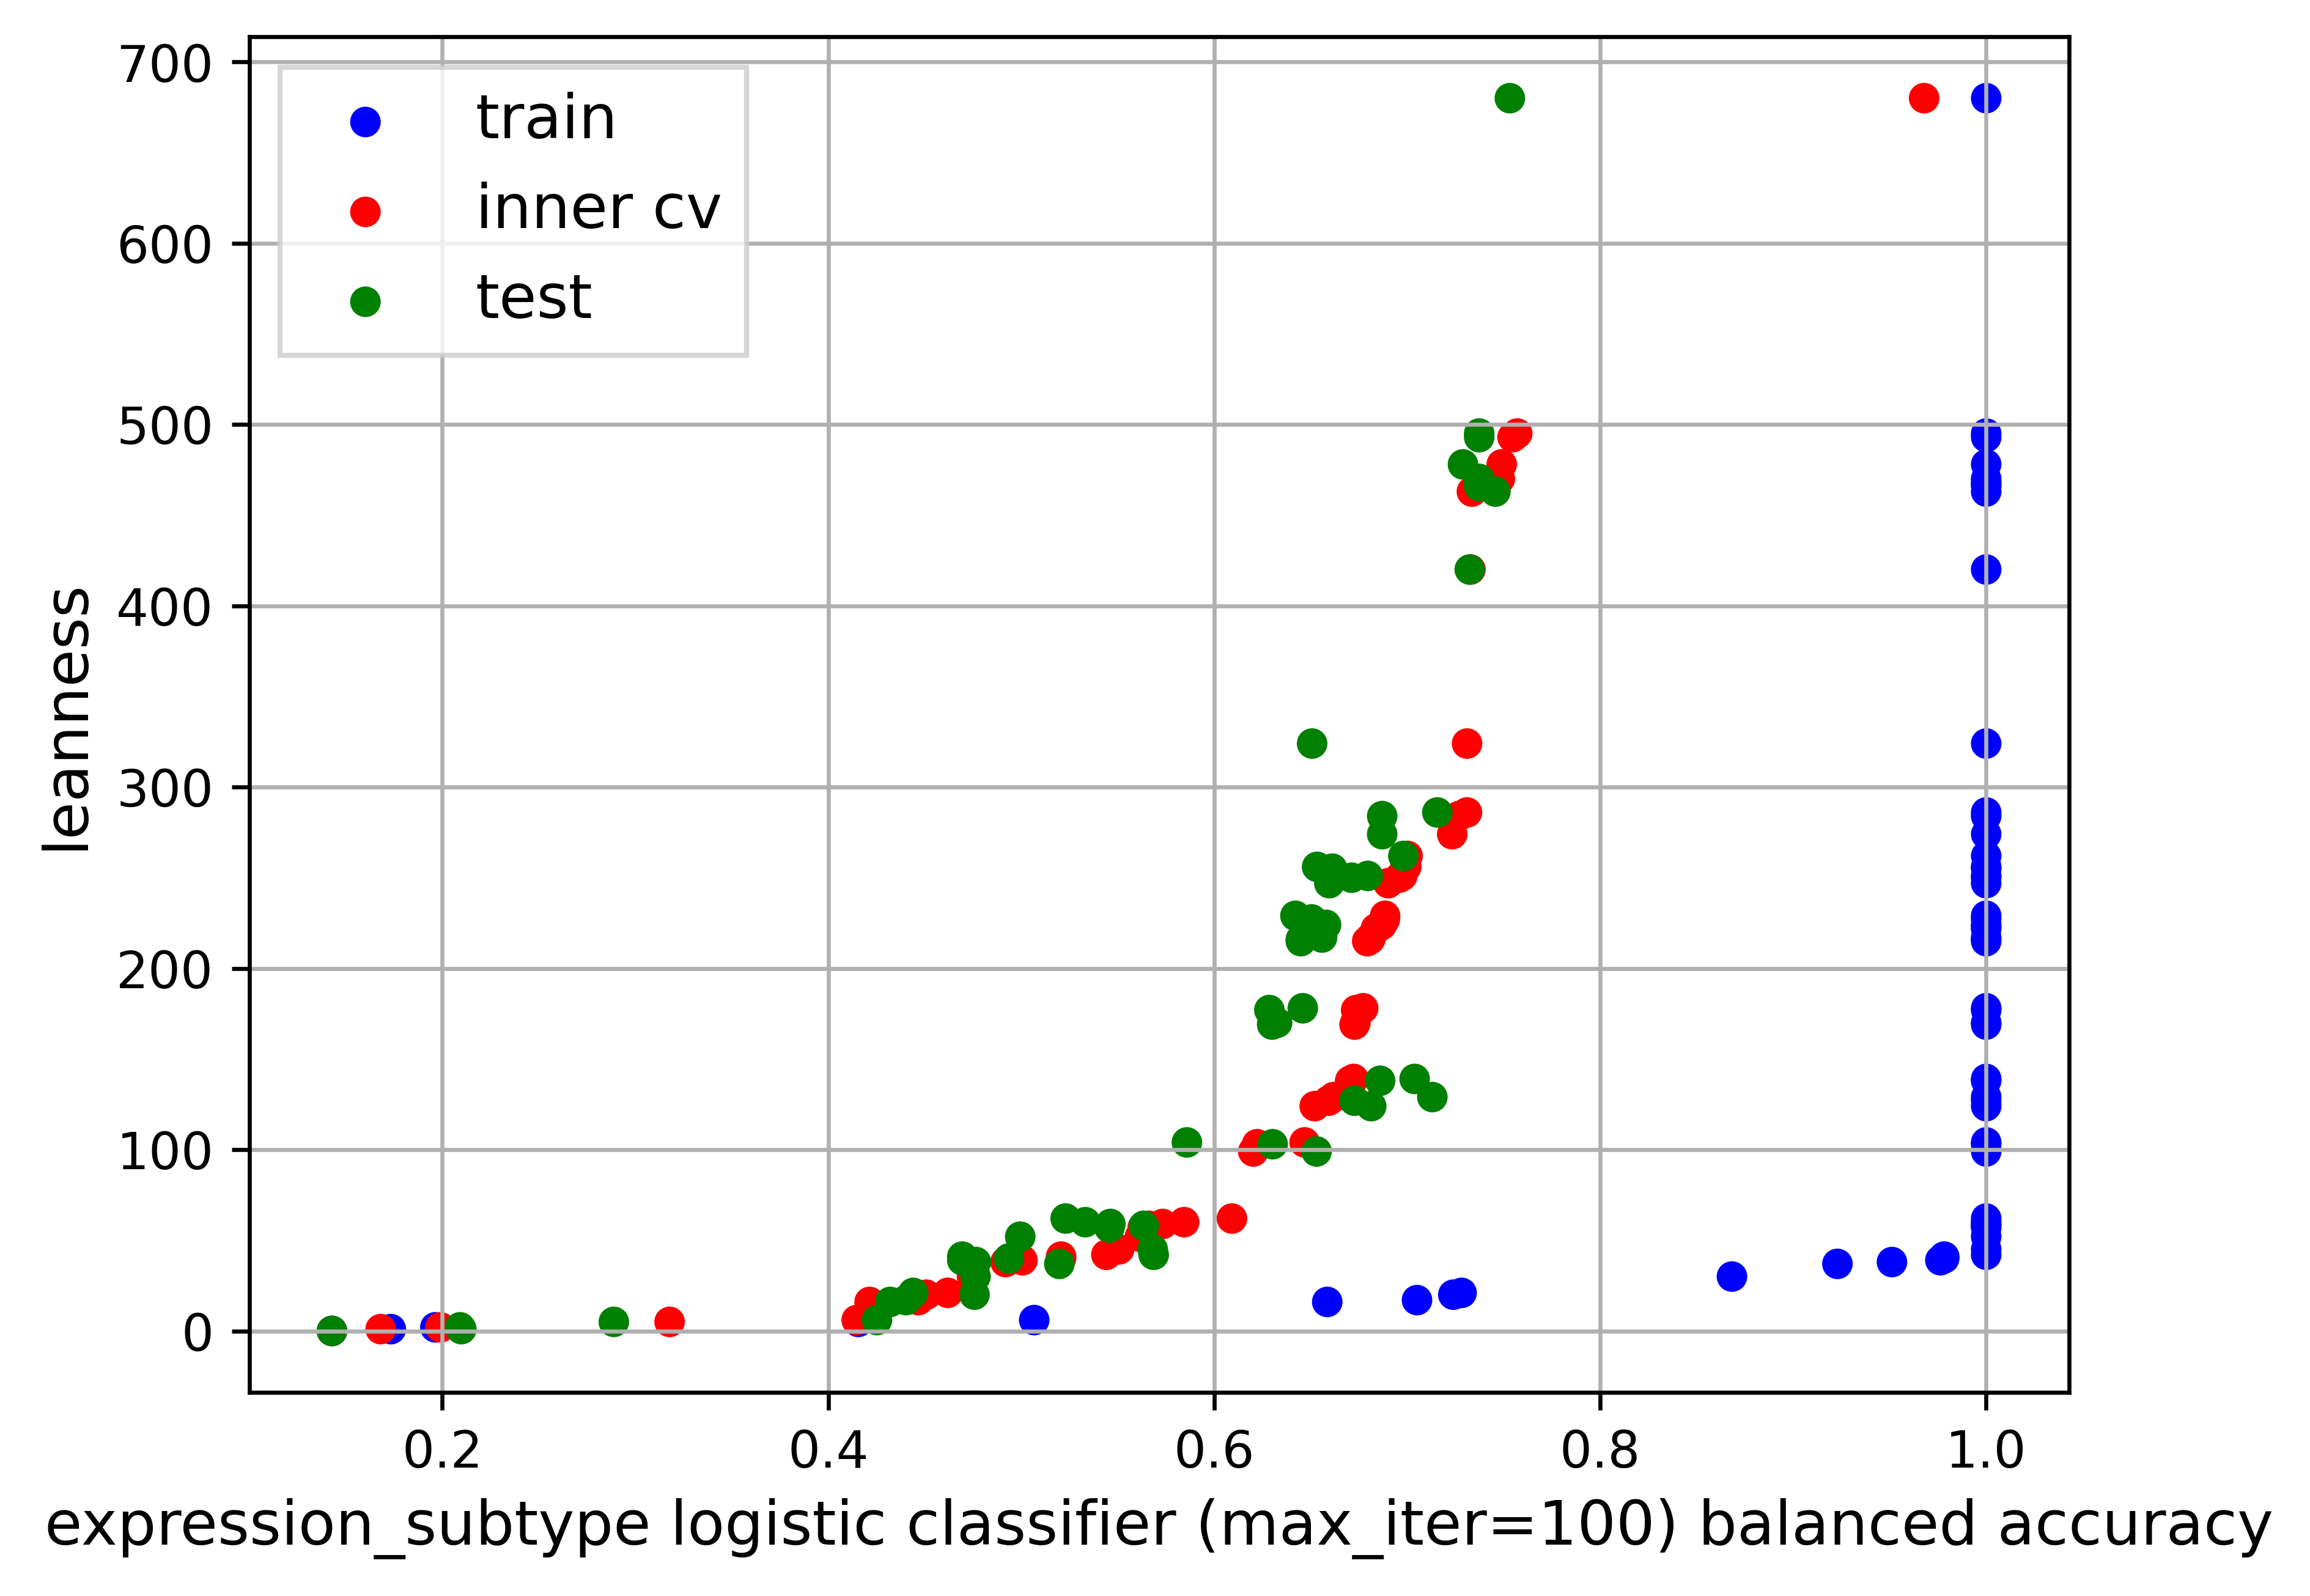 700
600
500
400
300
200
100
0
leanness
train
inner cv
test
0.2 0.4 0.6 0.8 1.0
expression_subtype logistic classifier (max_iter=100) balanced accuracy